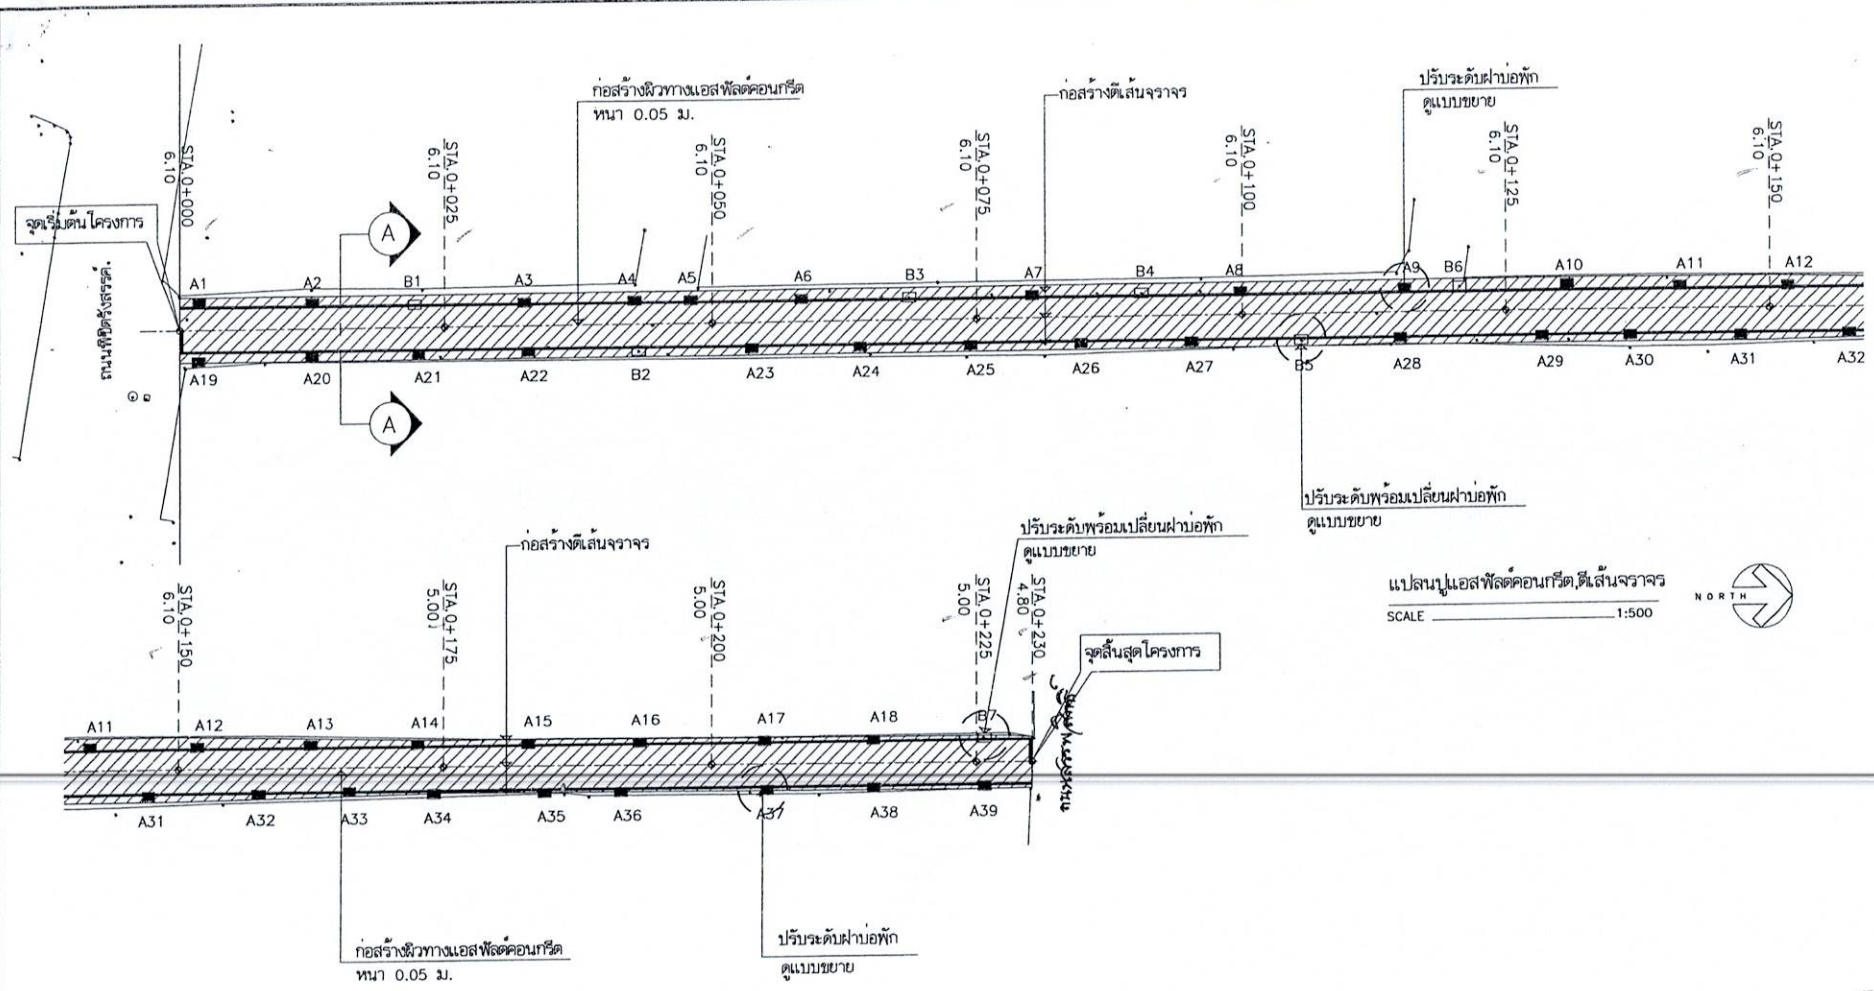 ก่อสร้างผิวทางแอสฟัลต์คอนกรีต
หนา 0.05 ม.
ก่อสร้างตีเส้นจราจร
ปรับระดับฝาบ่อพัก
ดูแบบขยาย
STA. 0+000
6.10
STA. 0+025
6.10
STA. 0+050
6.10
STA. 0+075
6.10
STA. 0+100
6.10
STA. 0+125
6.10
STA. 0+150
6.10
จุดเริ่มต้นโครงการ
A
A1 A2 B1 A3 A4 A5 A6 B3 A7 B4 A8 A9 B6 A10 A11 A12
A19 A20 A21 A22 B2 A23 A24 A25 A26 A27 B5 A28 A29 A30 A31 A32
A
ปรับระดับพร้อมเปลี่ยนฝาบ่อพัก
ดูแบบขยาย
ก่อสร้างตีเส้นจราจร
ปรับระดับพร้อมเปลี่ยนฝาบ่อพัก
ดูแบบขยาย
STA. 0+150
6.10
STA. 0+175
5.00
STA. 0+200
5.00
STA. 0+225
5.00
STA. 0+230
4.80
จุดสิ้นสุดโครงการ
แปลนปูแอสฟัลต์คอนกรีต,ตีเส้นจราจร
SCALE 1:500
NORTH
A11 A12 A13 A14 A15 A16 A17 A18 B7
A31 A32 A33 A34 A35 A36 A37 A38 A39
ก่อสร้างผิวทางแอสฟัลต์คอนกรีต
หนา 0.05 ม.
ปรับระดับฝาบ่อพัก
ดูแบบขยาย